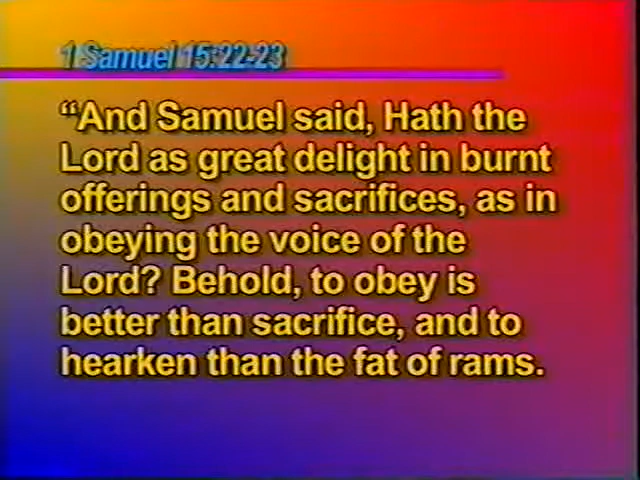 1 Samuel 15:22-23
“And Samuel said, Hath the
Lord as great delight in burnt
offerings and sacrifices, as in
obeying the voice of the
Lord? Behold, to obey is
better than sacrifice, and to
hearken than the fat of rams.